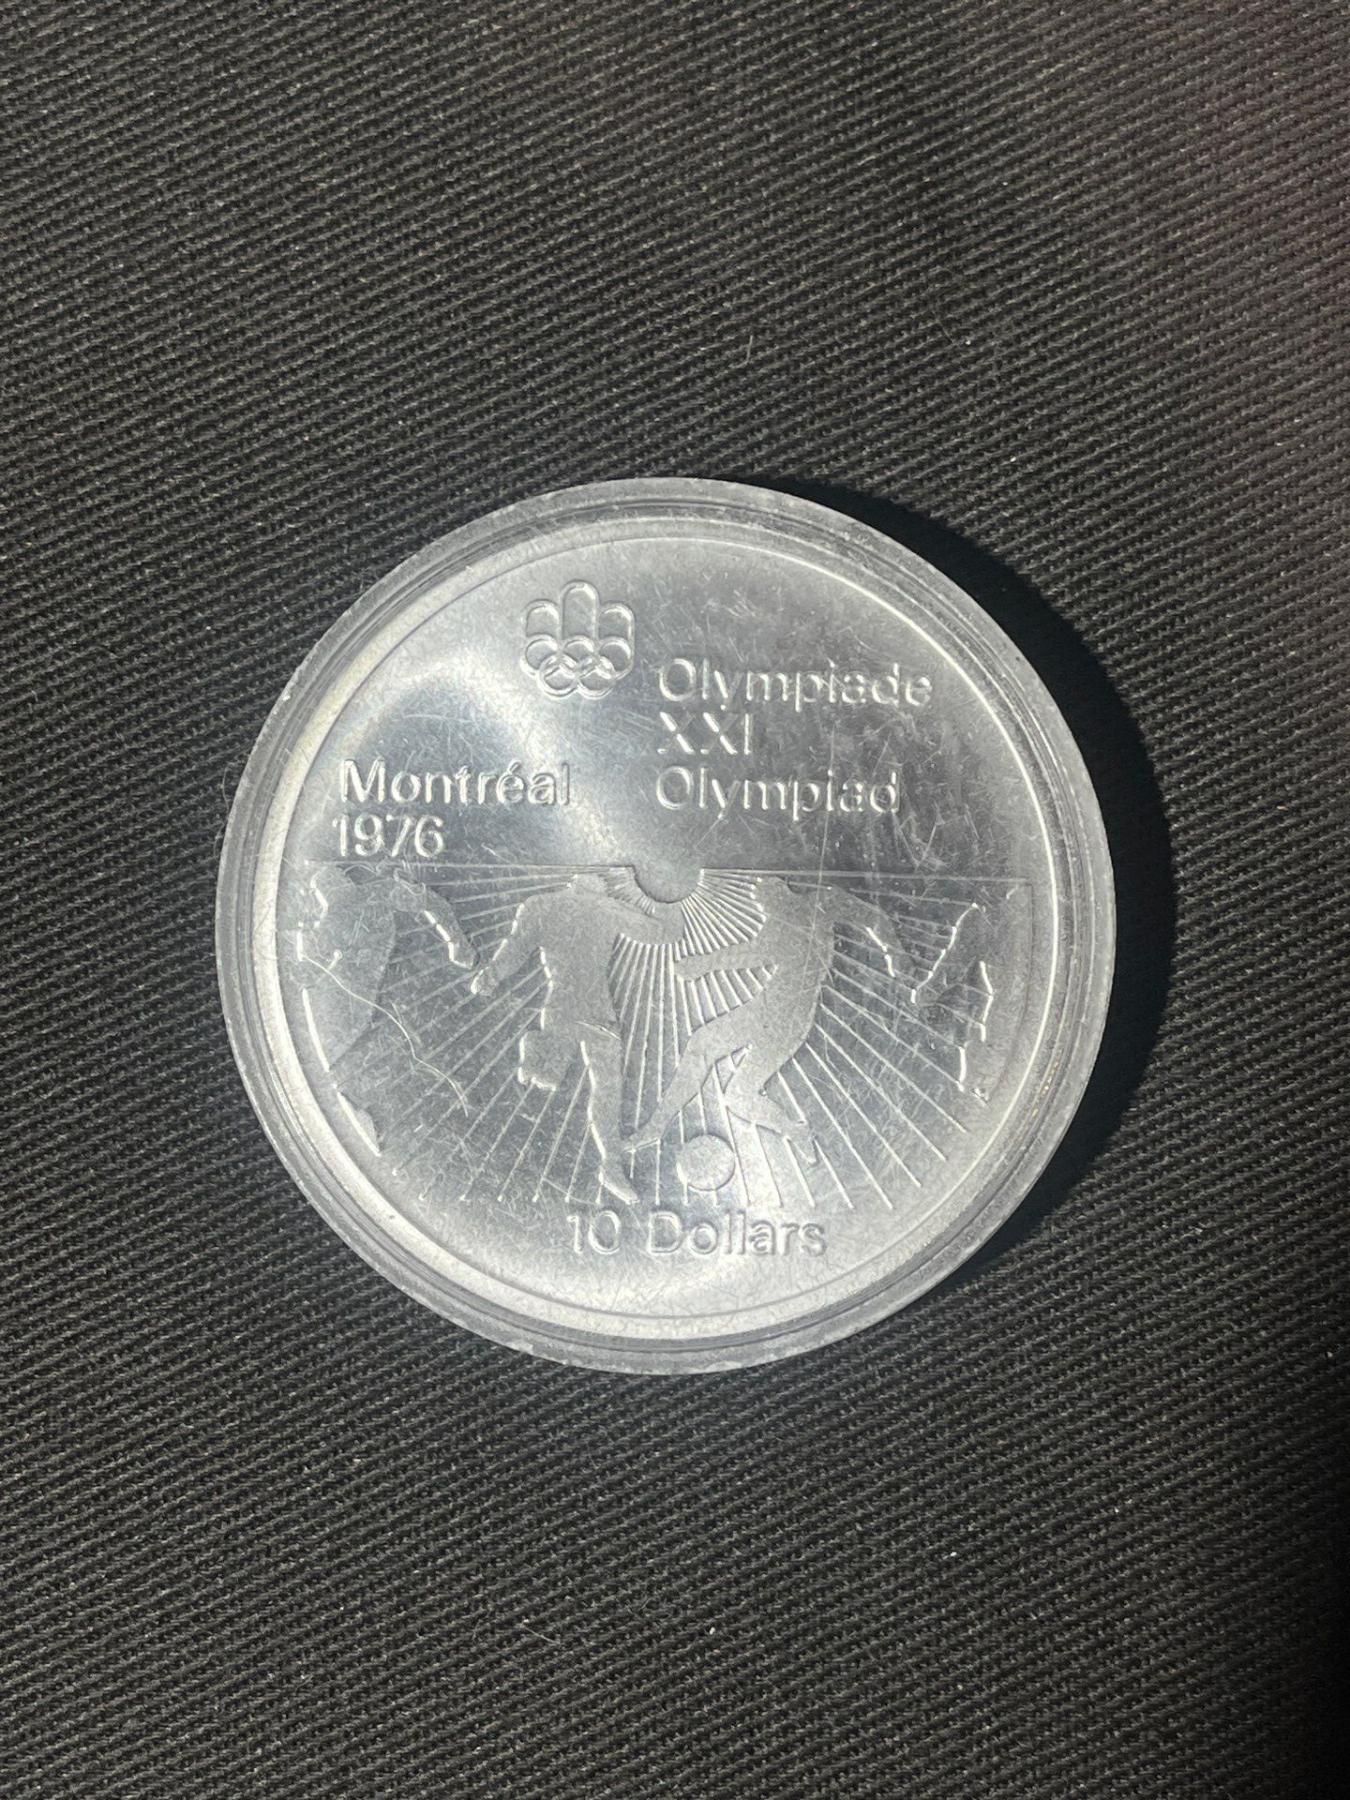 Olympiade
XXI
Olympiad
Montréal
1976
10 Dollars